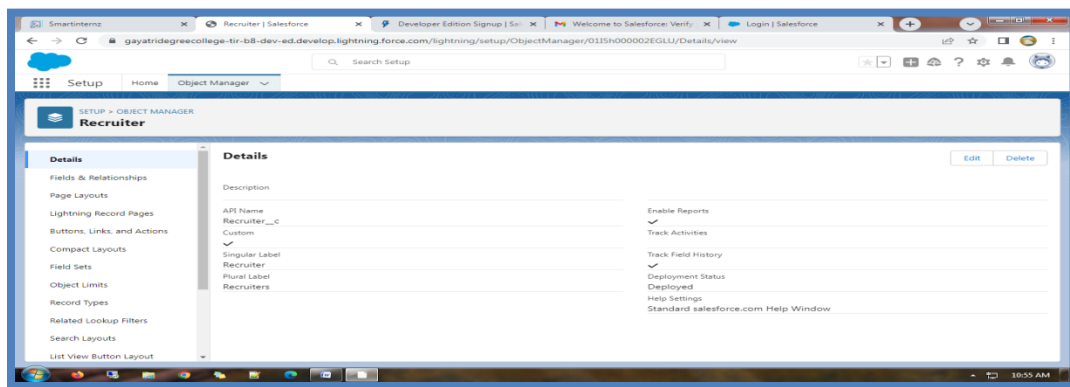 Smartinternz
Recruiter | Salesforce
Developer Edition Signup | Sal
Welcome to Salesforce: Verify
Login | Salesforce
gayatridegreecollege-tir-b8-dev-ed.develop.lightning.force.com/lightning/setup/ObjectManager/01I5h000002EGLU/Details/view
Search Setup
Setup
Home
Object Manager
SETUP > OBJECT MANAGER
Recruiter
Details
Fields & Relationships
Page Layouts
Lightning Record Pages
Buttons, Links, and Actions
Compact Layouts
Field Sets
Object Limits
Record Types
Related Lookup Filters
Search Layouts
List View Button Layout
Details
Edit
Delete
Description
API Name
Recruiter__c
Custom
Singular Label
Recruiter
Plural Label
Recruiters
Enable Reports
Track Activities
Track Field History
Deployment Status
Deployed
Help Settings
Standard salesforce.com Help Window
10:55 AM